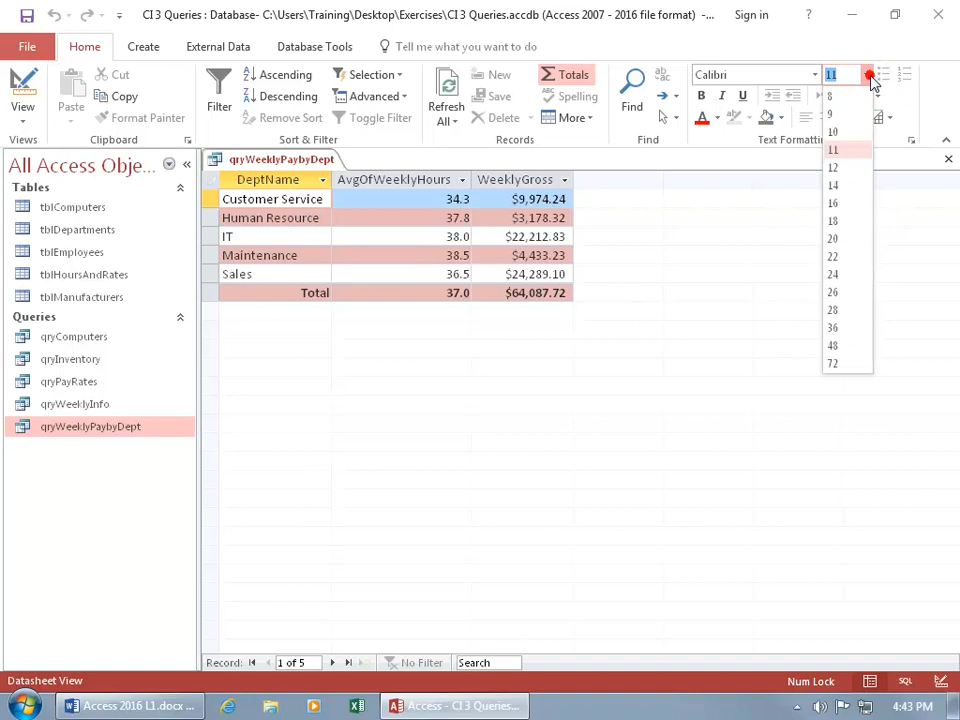 CI 3 Queries : Database- C:\Users\Training\Desktop\Exercises\CI 3 Queries.accdb (Access 2007 - 2016 file format) -... Sign in ?
File Home Create External Data Database Tools Tell me what you want to do
View
Views
Paste
Cut
Copy
Format Painter
Clipboard
Filter
Ascending
Descending
Remove Sort
Selection
Advanced
Toggle Filter
Sort & Filter
Refresh
All
New
Save
Delete
Totals
Spelling
More
Records
Find
Find
Calibri 11
B I U
A
Text Formatti
8
9
10
11
12
14
16
18
20
22
24
26
28
36
48
72
All Access Obje...
Tables
tblComputers
tblDepartments
tblEmployees
tblHoursAndRates
tblManufacturers
Queries
qryComputers
qryInventory
qryPayRates
qryWeeklyInfo
qryWeeklyPaybyDept
qryWeeklyPaybyDept
DeptName AvgOfWeeklyHours WeeklyGross
Customer Service 34.3 $9,974.24
Human Resource 37.8 $3,178.32
IT 38.0 $22,212.83
Maintenance 38.5 $4,433.23
Sales 36.5 $24,289.10
Total 37.0 $64,087.72
Record: 1 of 5 No Filter Search
Datasheet View Num Lock SQL
Access 2016 L1.docx ... Access - CI 3 Queries... 4:43 PM